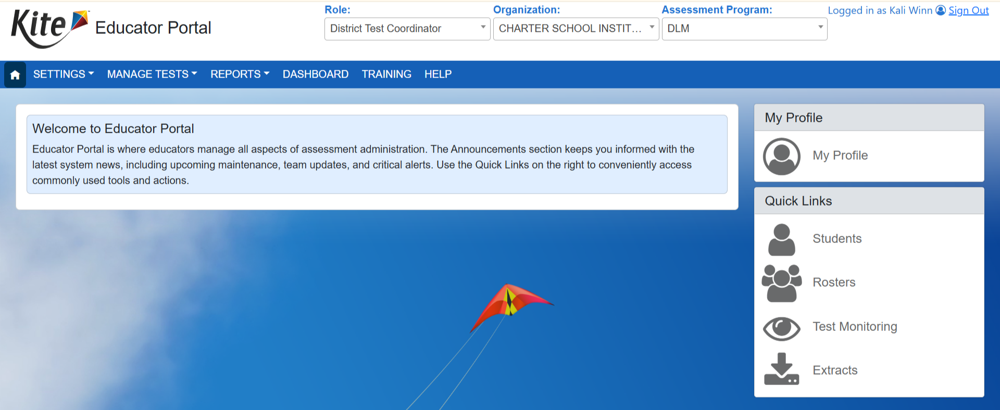 Kite™ Educator Portal
Role:
District Test Coordinator
Organization:
CHARTER SCHOOL INSTIT...
Assessment Program:
DLM
Logged in as Kali Winn Sign Out
SETTINGS MANAGE TESTS REPORTS DASHBOARD TRAINING HELP
Welcome to Educator Portal
Educator Portal is where educators manage all aspects of assessment administration. The Announcements section keeps you informed with the
latest system news, including upcoming maintenance, team updates, and critical alerts. Use the Quick Links on the right to conveniently access
commonly used tools and actions.
My Profile
My Profile
Quick Links
Students
Rosters
Test Monitoring
Extracts